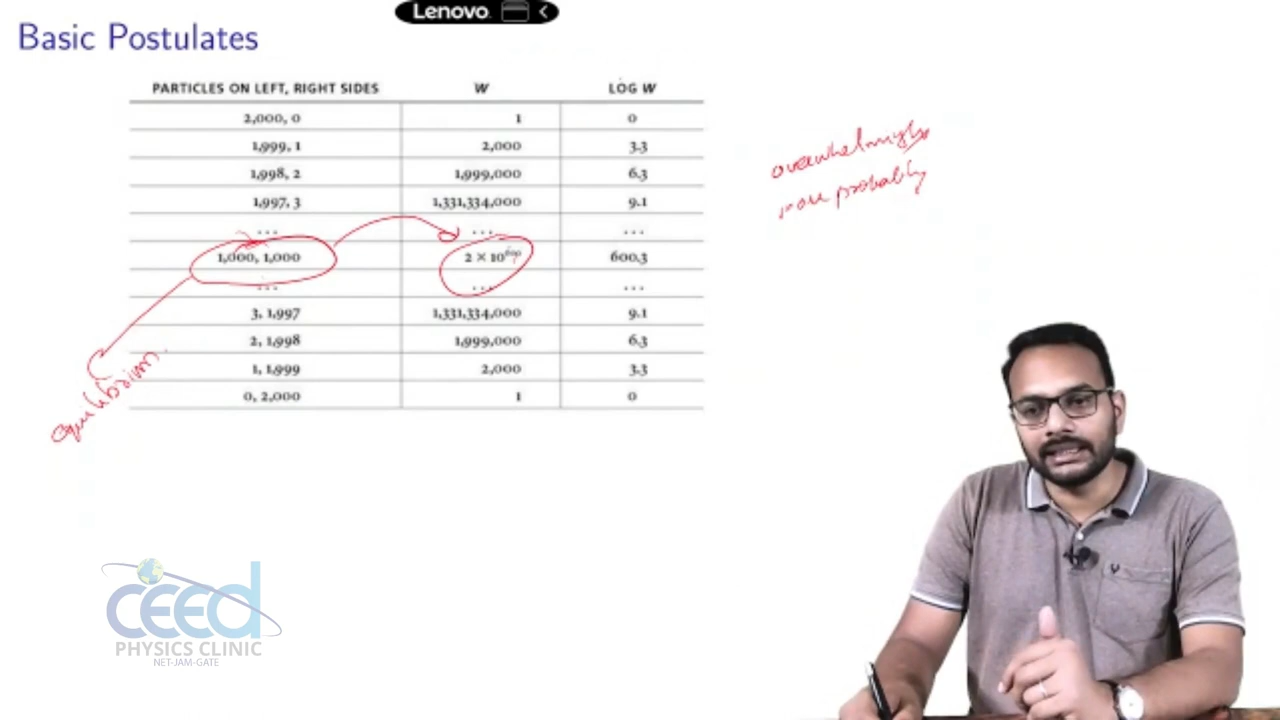 Lenovo
Basic Postulates
PARTICLES ON LEFT, RIGHT SIDES W LOG W
2,000, 0 1 0
1,999, 1 2,000 3.3
1,998, 2 1,999,000 6.3
1,997, 3 1,331,334,000 9.1
... ... ...
1,000, 1,000 2 × 10⁶⁰⁰ 600.3
... ... ...
3, 1,997 1,331,334,000 9.1
2, 1,998 1,999,000 6.3
1, 1,999 2,000 3.3
0, 2,000 1 0
overwhelmingly
more probably
equilibrium.
ceed
PHYSICS CLINIC
NET-JAM-GATE